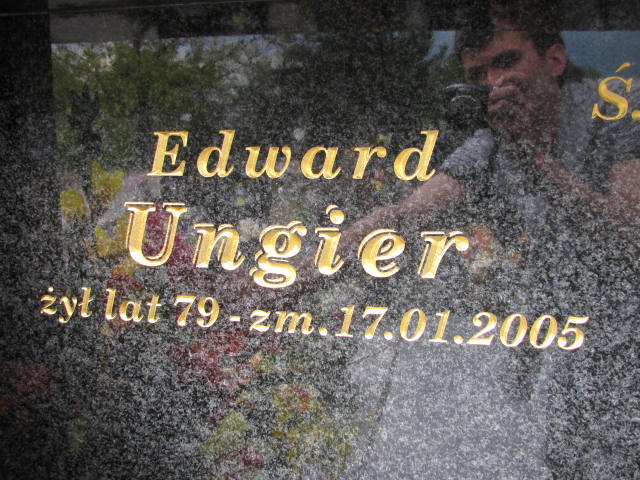 Edward
Ungier
żył lat 79 - zm. 17.01.2005
Ś.